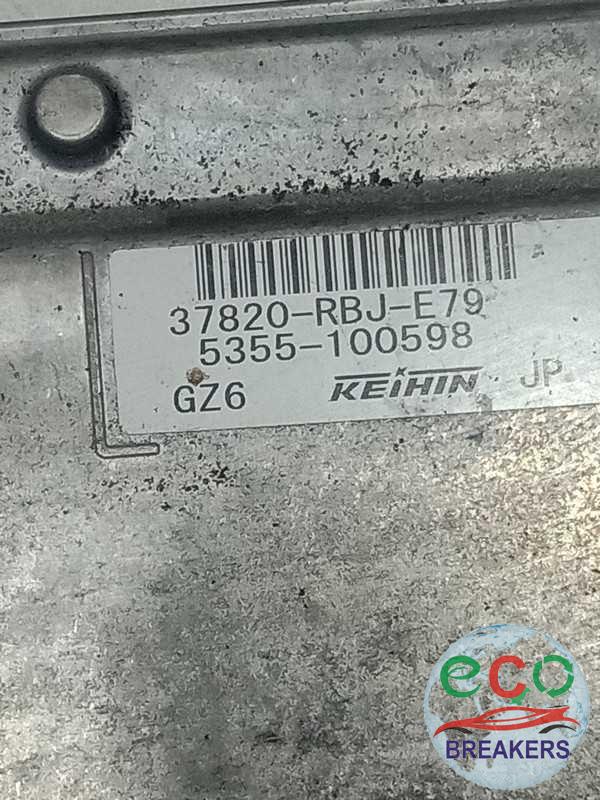 37820-RBJ-E79
5355-100598
GZ6 KEIHIN JP
eco
BREAKERS